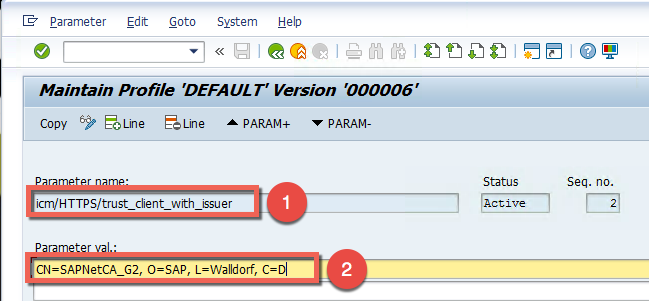 Parameter Edit Goto System Help
Maintain Profile 'DEFAULT' Version '000006'
Copy Line Line PARAM+ PARAM-
Parameter name: Status Seq. no.
icm/HTTPS/trust_client_with_issuer 1 Active 2
Parameter val.:
CN=SAPNetCA_G2, O=SAP, L=Walldorf, C=D 2